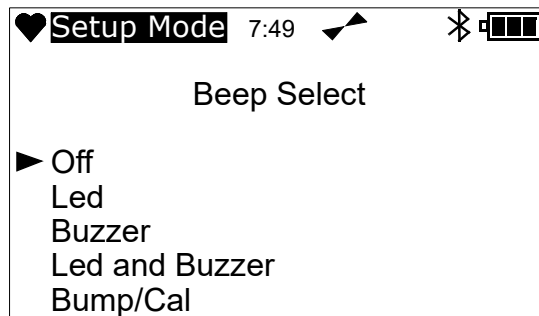 Setup Mode 7:49
Beep Select
Off
Led
Buzzer
Led and Buzzer
Bump/Cal